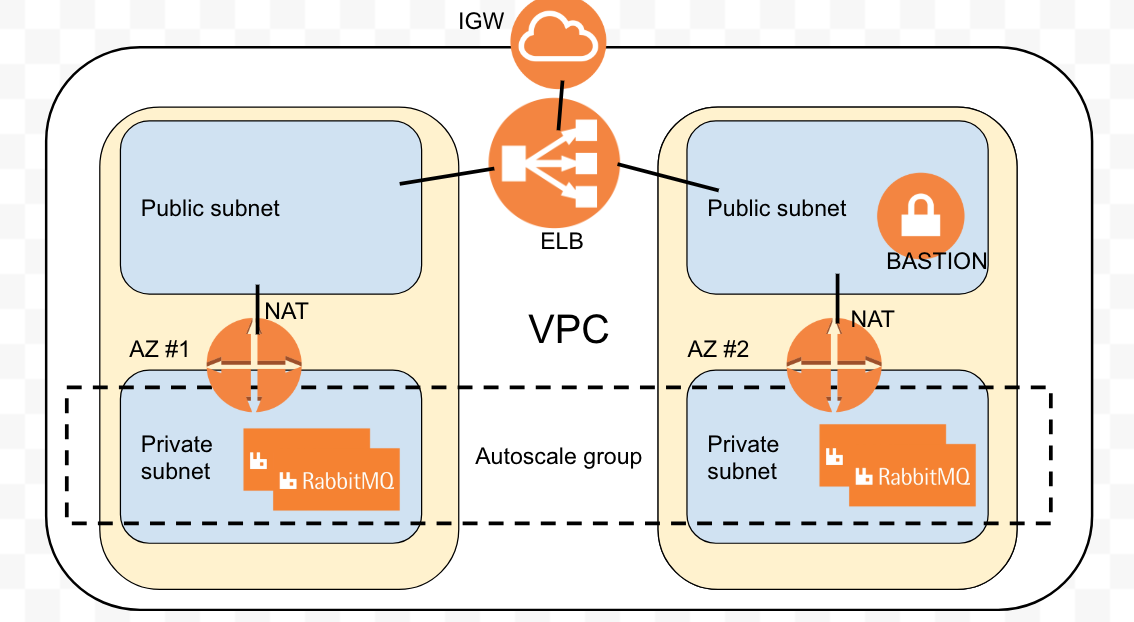 IGW
ELB
Public subnet
Public subnet
BASTION
NAT
NAT
VPC
AZ #1
AZ #2
Private
subnet
RabbitMQ
Autoscale group
Private
subnet
RabbitMQ